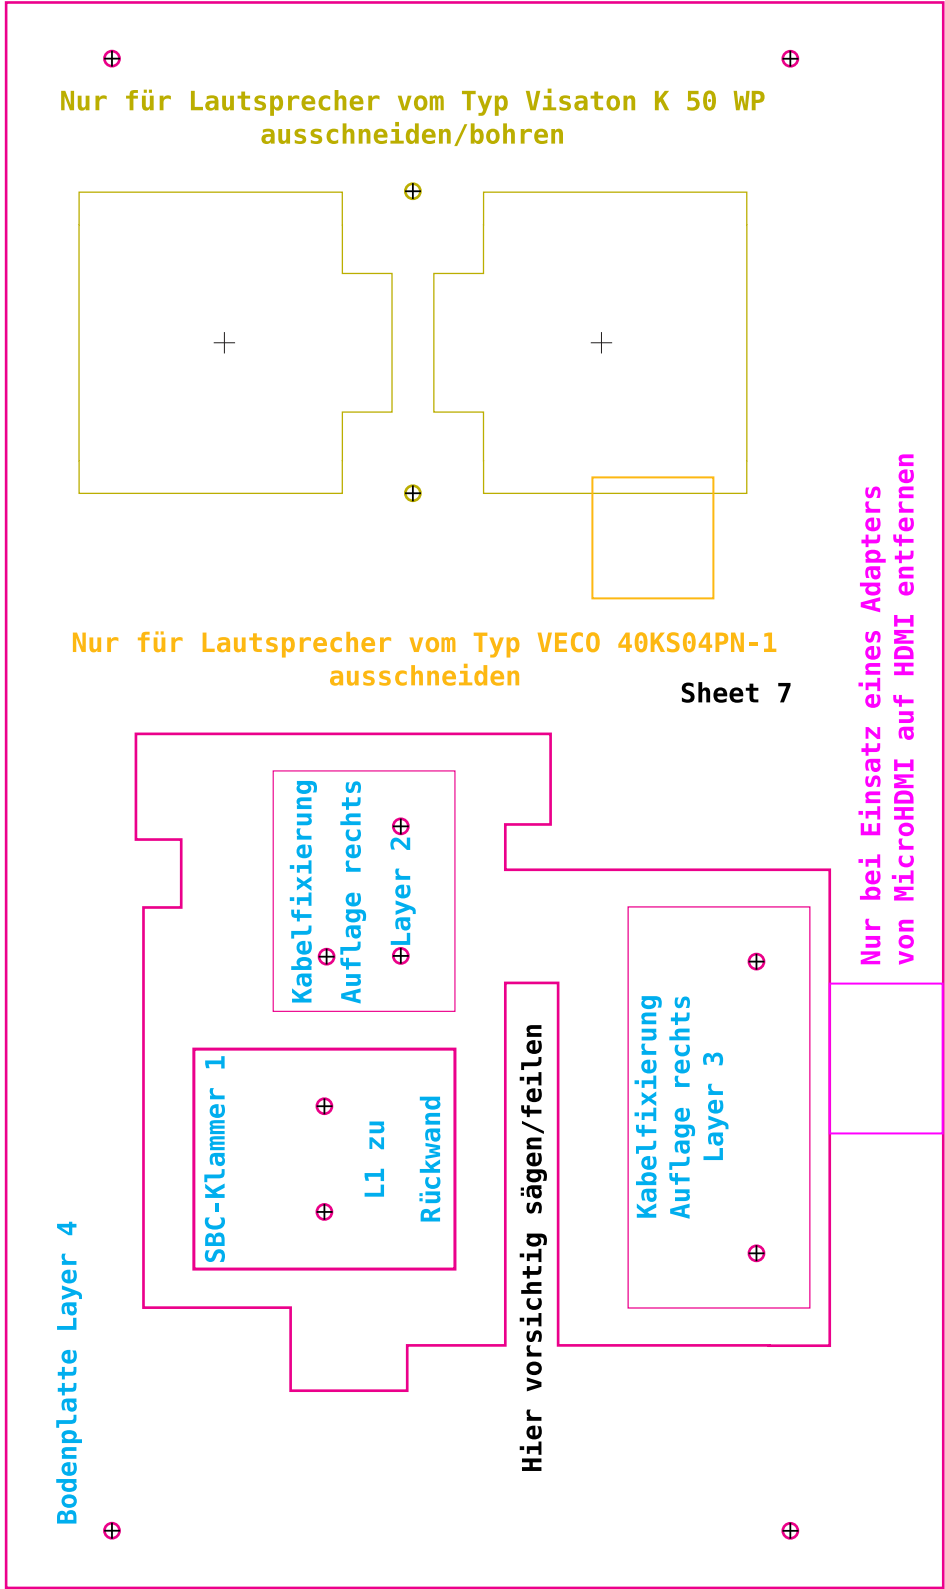 Nur für Lautsprecher vom Typ Visaton K 50 WP
ausschneiden/bohren
Nur für Lautsprecher vom Typ VECO 40KS04PN-1
ausschneiden
Sheet 7
Nur bei Einsatz eines Adapters
von MicroHDMI auf HDMI entfernen
Kabelfixierung
Auflage rechts
Layer 2
Kabelfixierung
Auflage rechts
Layer 3
SBC-Klammer 1
L1 zu
Rückwand
Hier vorsichtig sägen/feilen
Bodenplatte Layer 4